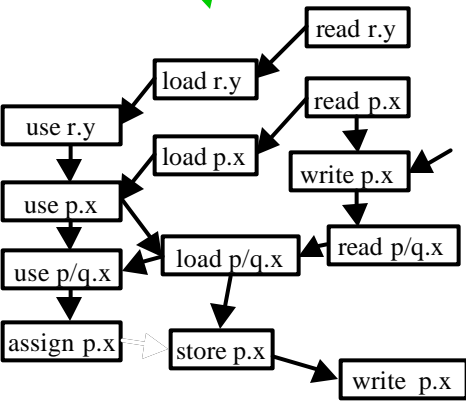 read r.y
load r.y
read p.x
use r.y
load p.x
write p.x
use p.x
read p/q.x
load p/q.x
use p/q.x
assign p.x
store p.x
write p.x